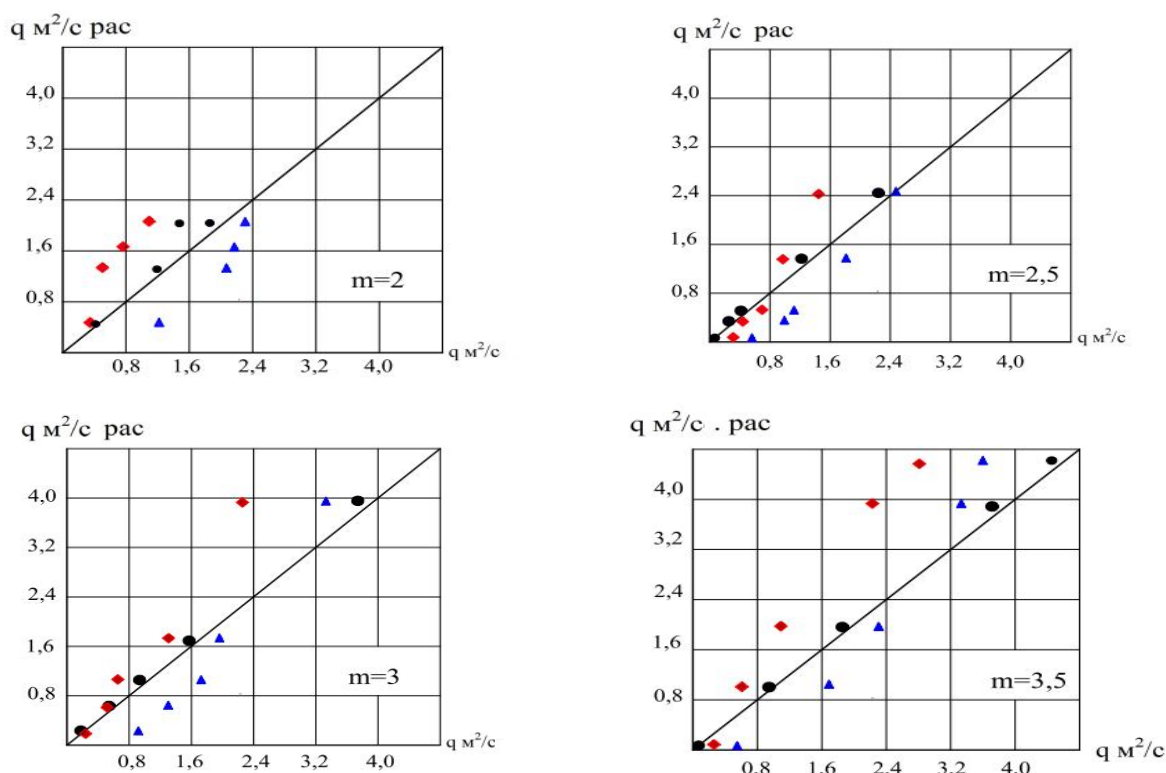 q м²/с рас
4,0
3,2
2,4
1,6
0,8
m=2
q м²/с
0,8 1,6 2,4 3,2 4,0
q м²/с рас
4,0
3,2
2,4
1,6
0,8
m=2,5
q м²/с
0,8 1,6 2,4 3,2 4,0
q м²/с рас
4,0
3,2
2,4
1,6
0,8
m=3
q м²/с
0,8 1,6 2,4 3,2 4,0
q м²/с . рас
4,0
3,2
2,4
1,6
0,8
m=3,5
q м²/с
0,8 1,6 2,4 3,2 4,0